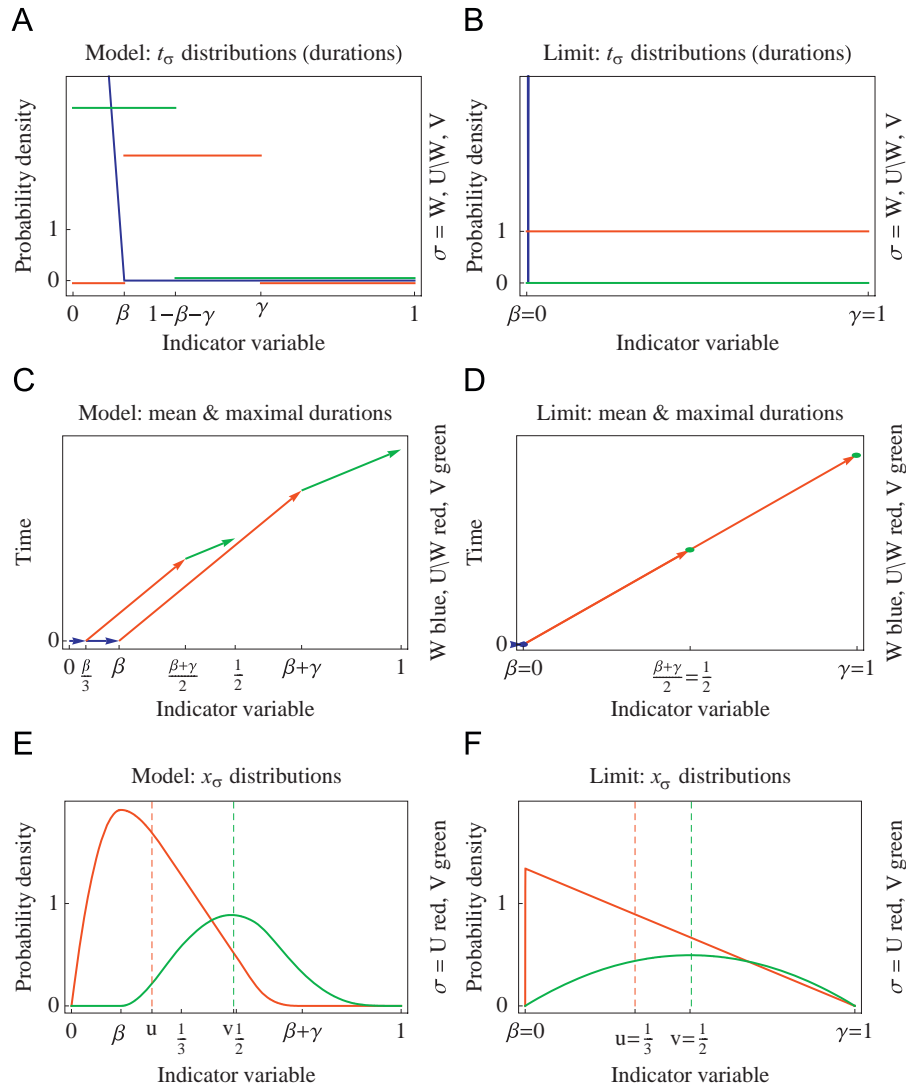 A
Model: tσ distributions (durations)
Probability density
1
0
0 β 1−β−γ γ 1
Indicator variable
σ = W, U\W, V
B
Limit: tσ distributions (durations)
Probability density
1
0
β=0 γ=1
Indicator variable
σ = W, U\W, V
C
Model: mean & maximal durations
Time
0
0 β/3 β (β+γ)/2 1/2 β+γ 1
Indicator variable
W blue, U\W red, V green
D
Limit: mean & maximal durations
Time
0
β=0 (β+γ)/2=1/2 γ=1
Indicator variable
W blue, U\W red, V green
E
Model: xσ distributions
Probability density
1
0
0 β u 1/3 v 1/2 β+γ 1
Indicator variable
σ = U red, V green
F
Limit: xσ distributions
Probability density
1
0
β=0 u=1/3 v=1/2 γ=1
Indicator variable
σ = U red, V green